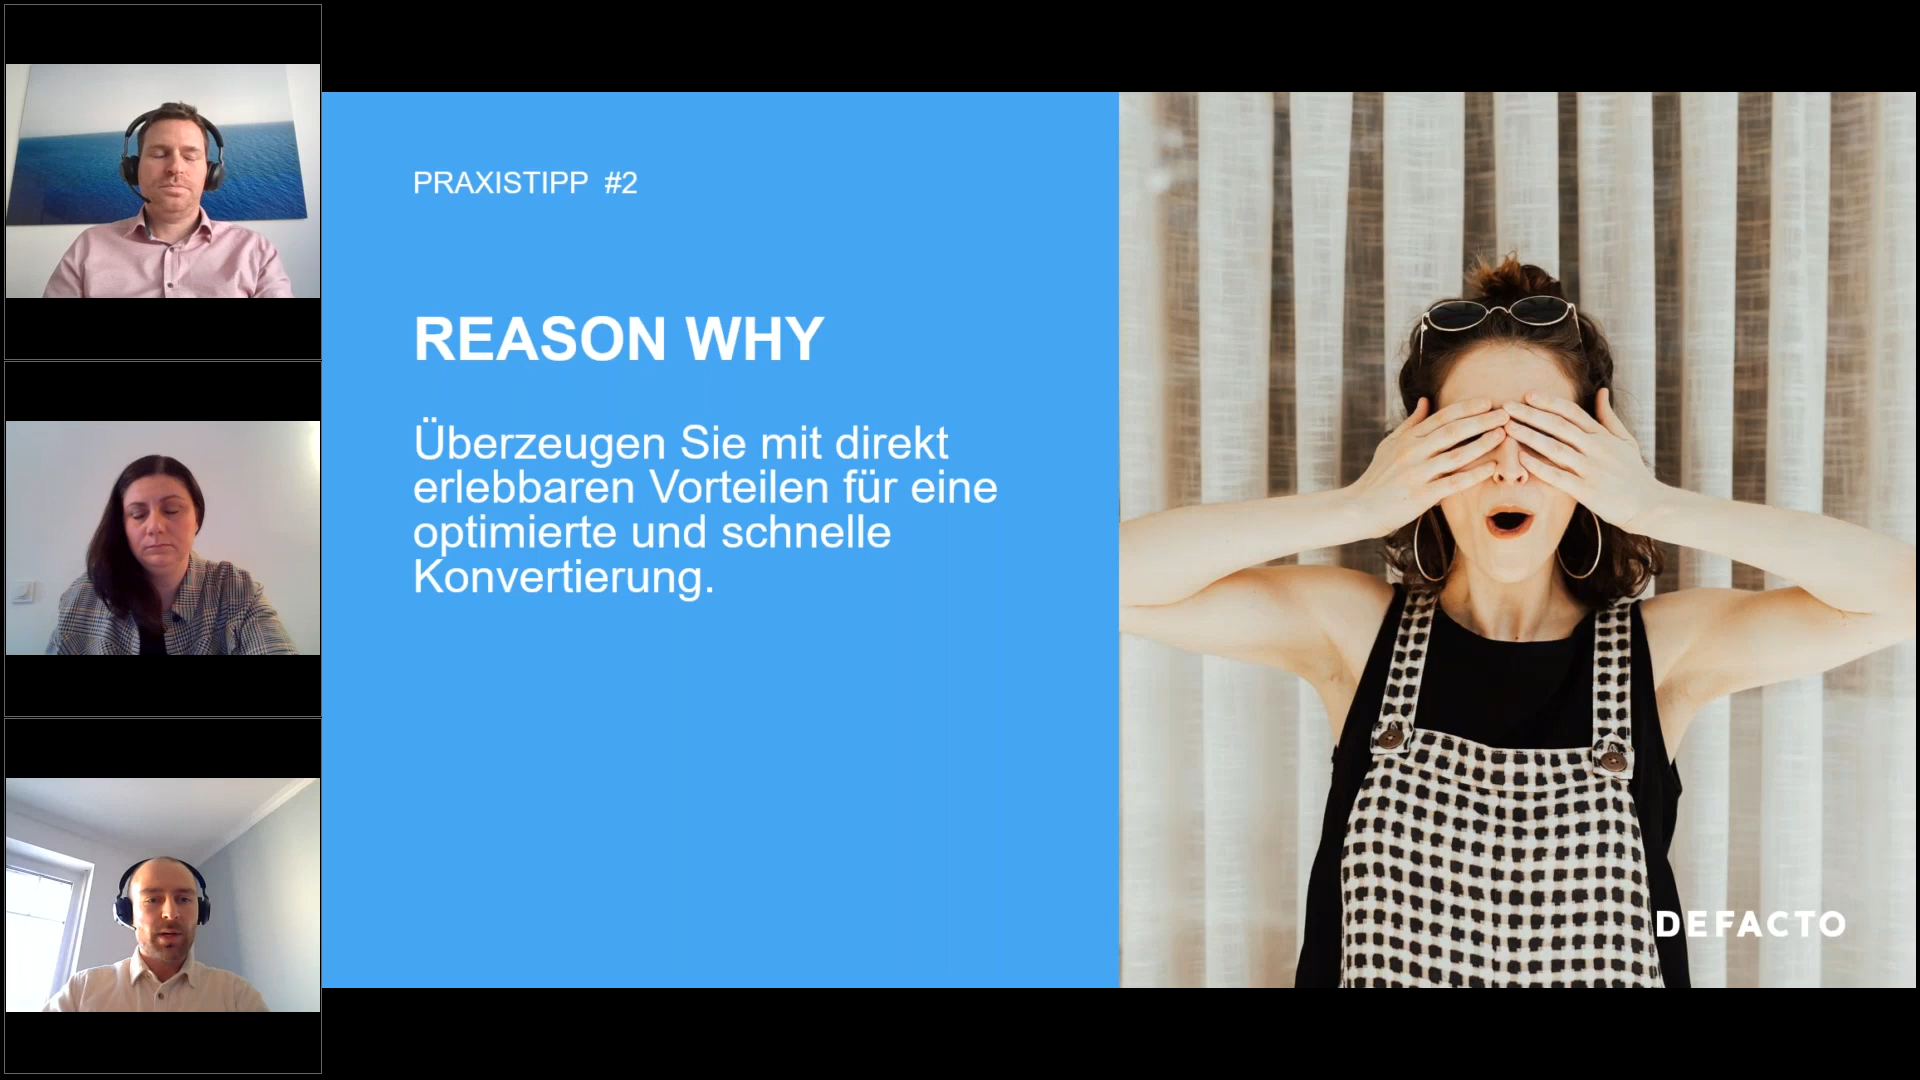 PRAXISTIPP #2
REASON WHY
Überzeugen Sie mit direkt
erlebbaren Vorteilen für eine
optimierte und schnelle
Konvertierung.
DEFACTO